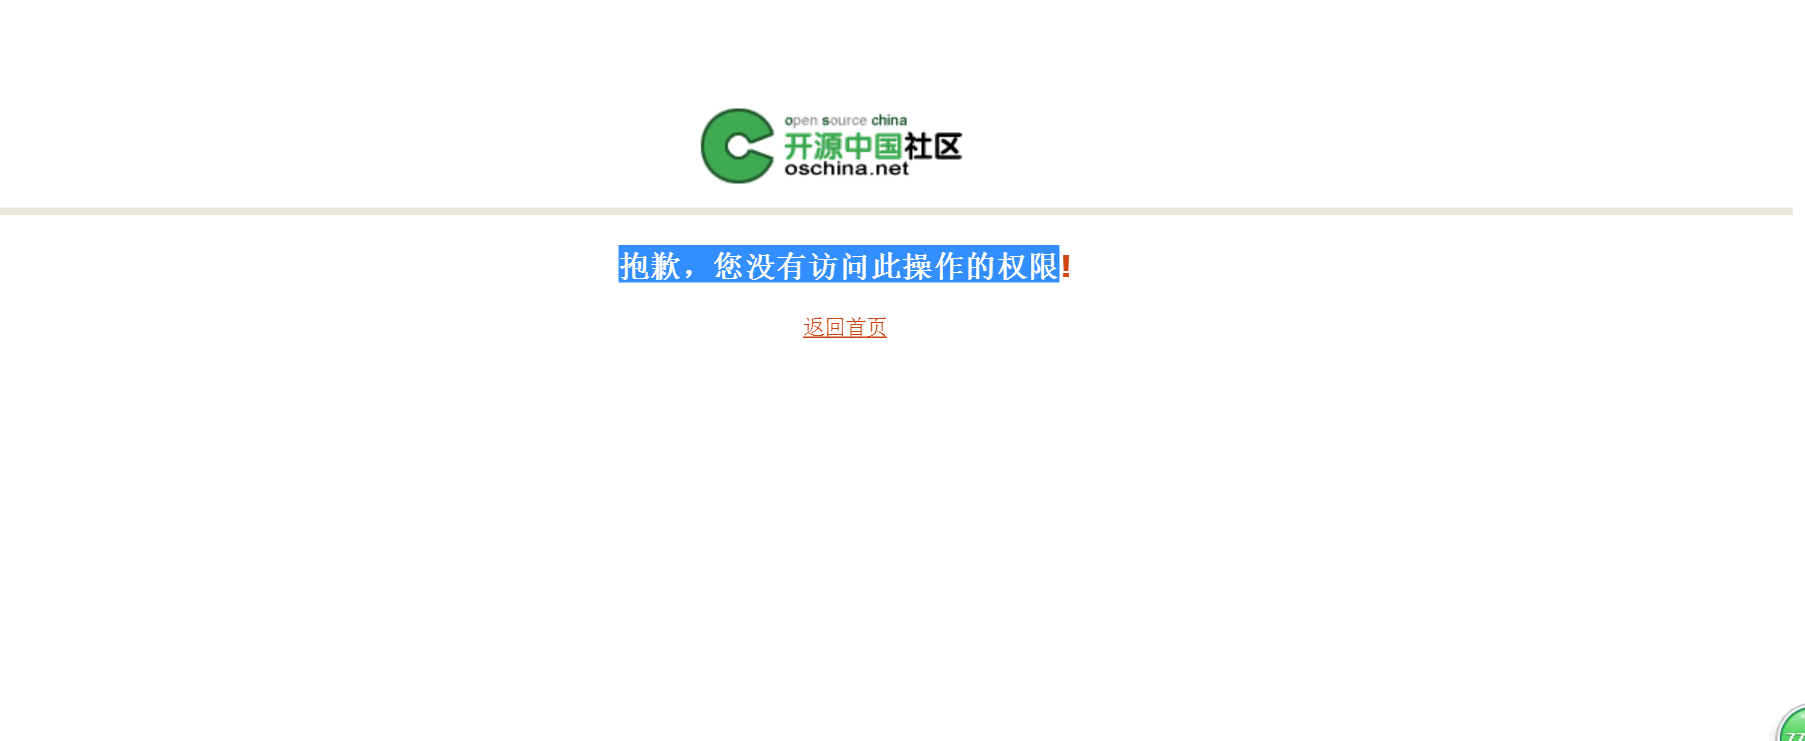 open source china
开源中国社区
oschina.net
抱歉，您没有访问此操作的权限!
返回首页